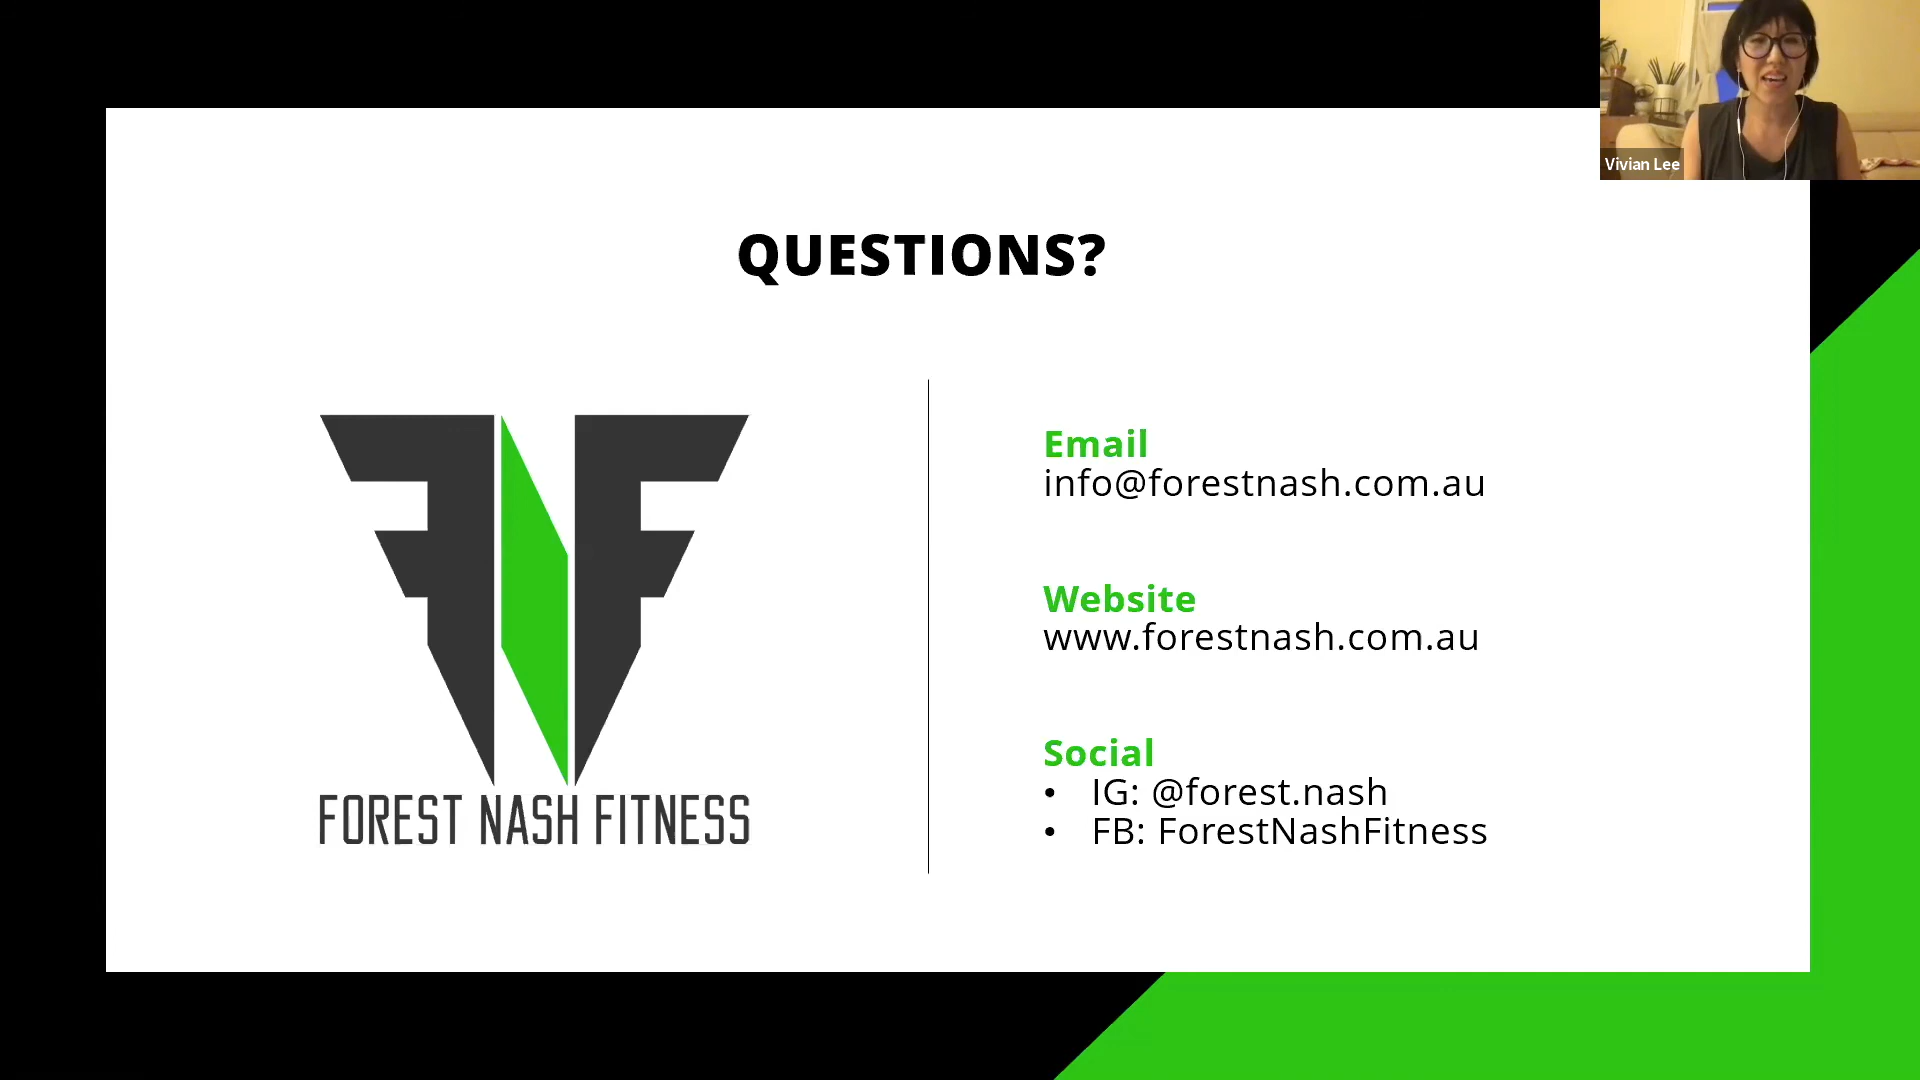 Vivian Lee
QUESTIONS?
FOREST NASH FITNESS
Email
info@forestnash.com.au
Website
www.forestnash.com.au
Social
• IG: @forest.nash
• FB: ForestNashFitness